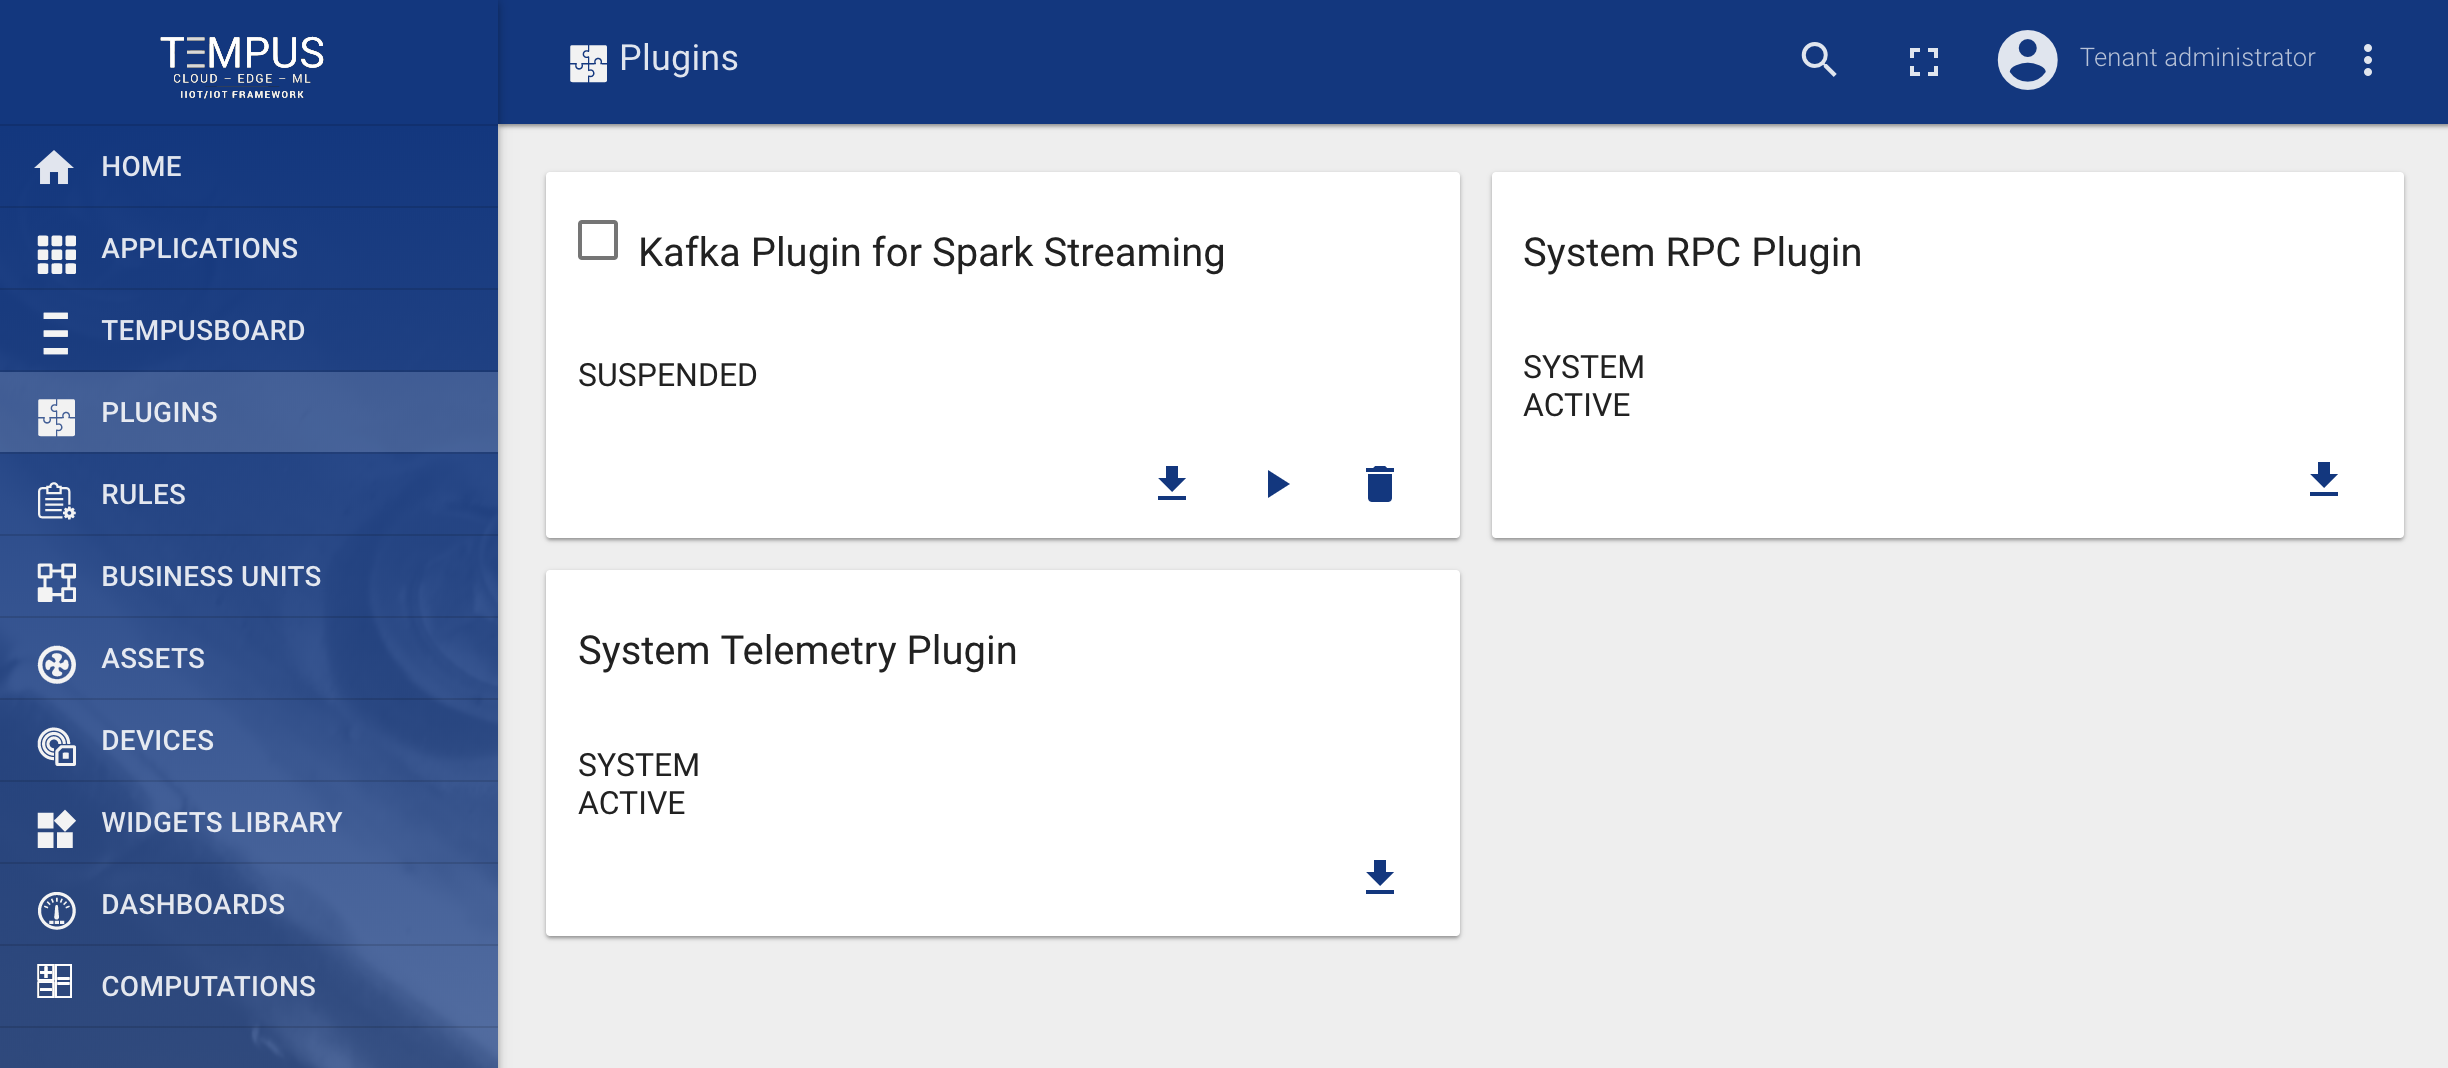 TEMPUS
CLOUD – EDGE – ML
IIOT/IOT FRAMEWORK
Plugins
Tenant administrator
HOME
APPLICATIONS
TEMPUSBOARD
PLUGINS
RULES
BUSINESS UNITS
ASSETS
DEVICES
WIDGETS LIBRARY
DASHBOARDS
COMPUTATIONS
Kafka Plugin for Spark Streaming
SUSPENDED
System RPC Plugin
SYSTEM
ACTIVE
System Telemetry Plugin
SYSTEM
ACTIVE